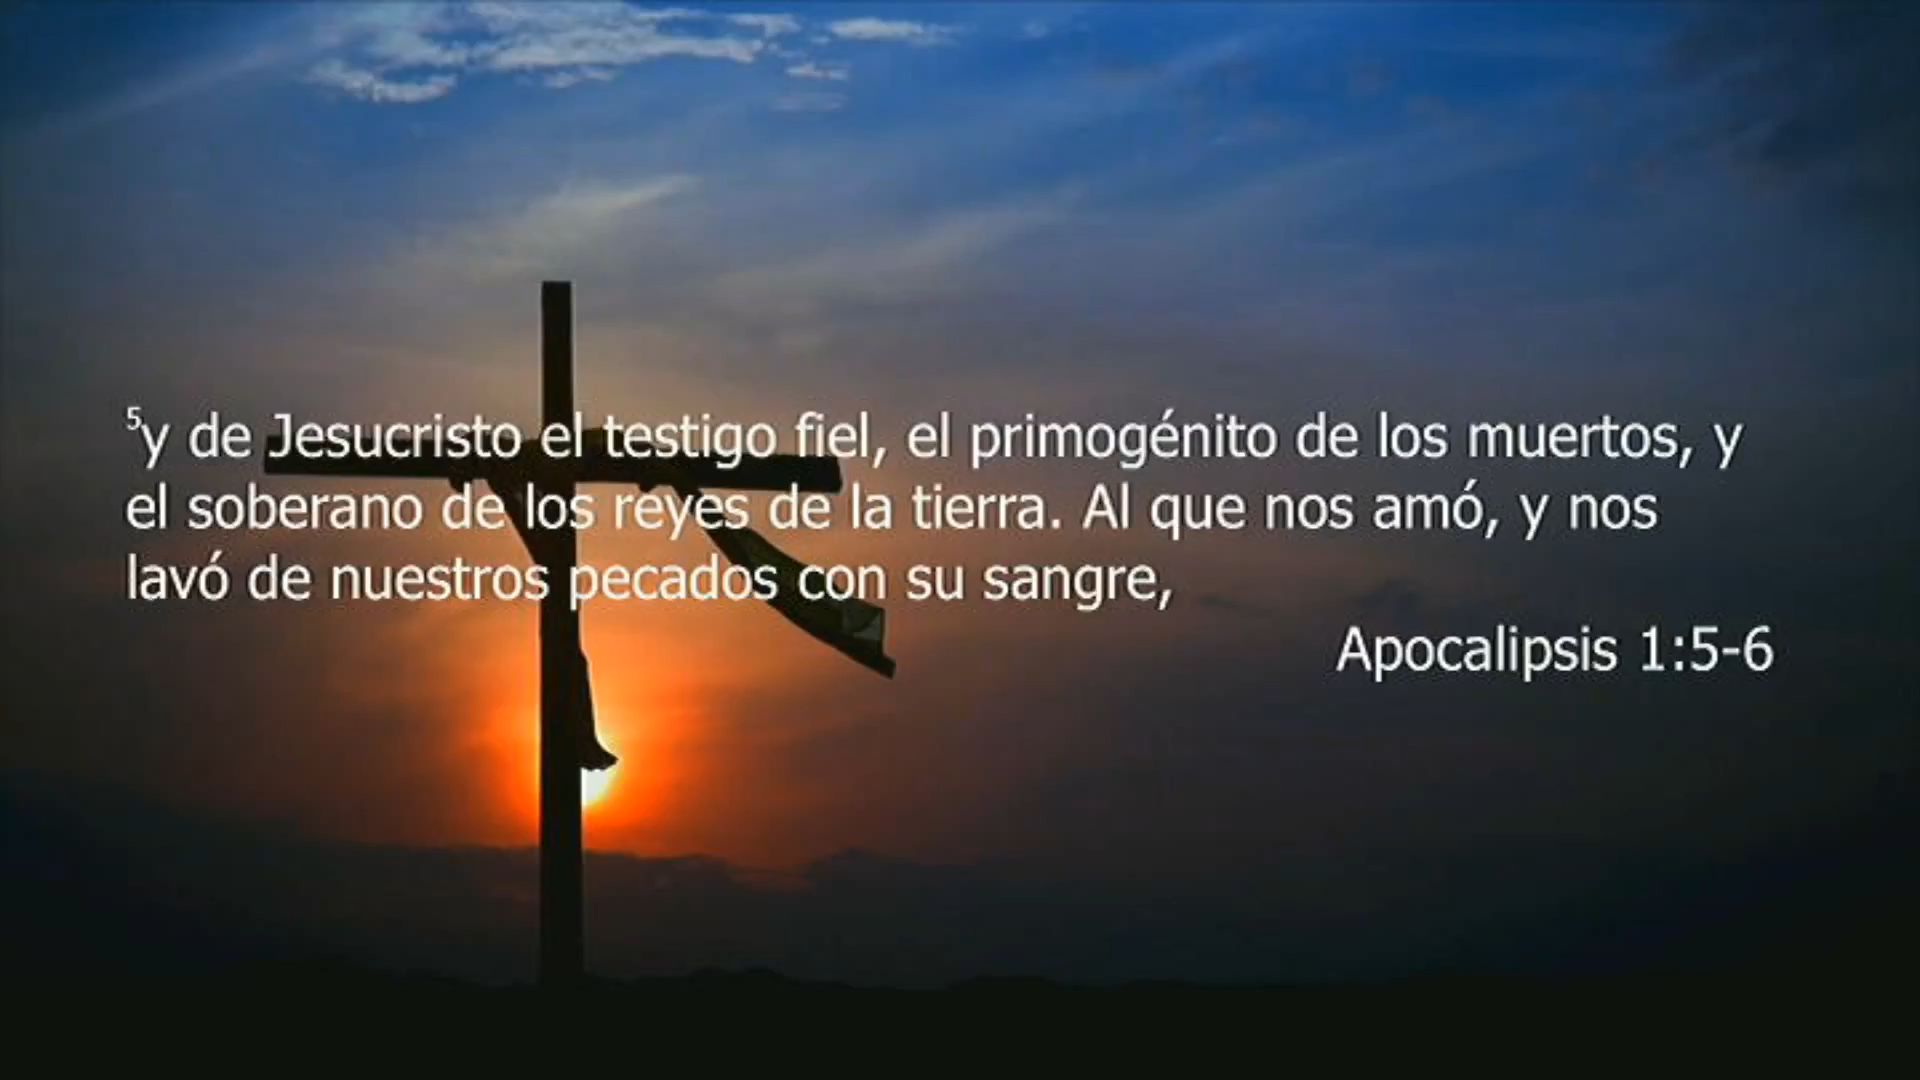 ⁵y de Jesucristo el testigo fiel, el primogénito de los muertos, y
el soberano de los reyes de la tierra. Al que nos amó, y nos
lavó de nuestros pecados con su sangre,
Apocalipsis 1:5-6